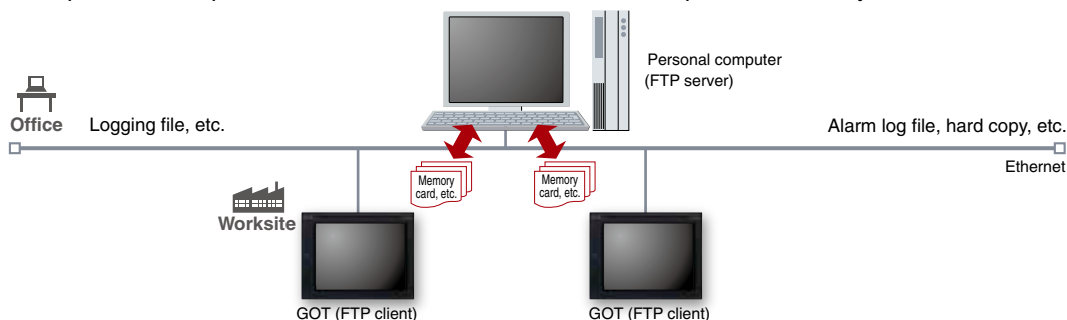 Personal computer
(FTP server)
Office
Logging file, etc.
Alarm log file, hard copy, etc.
Ethernet
Memory
card, etc.
Memory
card, etc.
Worksite
GOT (FTP client)
GOT (FTP client)